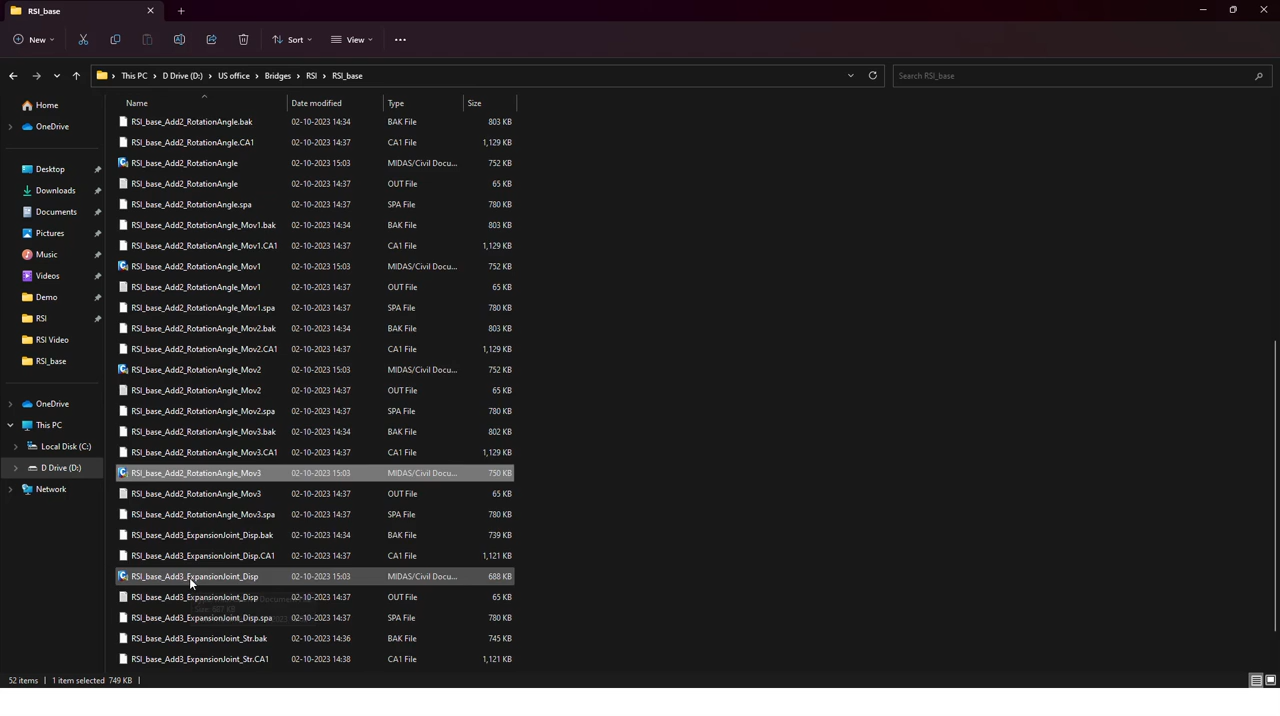 RSI_base
New
Sort
View
This PC
D Drive (D:)
US office
Bridges
RSI
RSI_base
Search RSI_base
Name
Date modified
Type
Size
Home
OneDrive
Desktop
Downloads
Documents
Pictures
Music
Videos
Demo
RSI
RSI Video
RSI_base
OneDrive
This PC
Local Disk (C:)
D Drive (D:)
Network
RSI_base_Add2_RotationAngle.bak 02-10-2023 14:34 BAK File 803 KB
RSI_base_Add2_RotationAngle.CA1 02-10-2023 14:37 CA1 File 1,129 KB
RSI_base_Add2_RotationAngle 02-10-2023 15:03 MIDAS/Civil Docu... 752 KB
RSI_base_Add2_RotationAngle 02-10-2023 14:37 OUT File 65 KB
RSI_base_Add2_RotationAngle.spa 02-10-2023 14:37 SPA File 780 KB
RSI_base_Add2_RotationAngle_Mov1.bak 02-10-2023 14:34 BAK File 803 KB
RSI_base_Add2_RotationAngle_Mov1.CA1 02-10-2023 14:37 CA1 File 1,129 KB
RSI_base_Add2_RotationAngle_Mov1 02-10-2023 15:03 MIDAS/Civil Docu... 752 KB
RSI_base_Add2_RotationAngle_Mov1 02-10-2023 14:37 OUT File 65 KB
RSI_base_Add2_RotationAngle_Mov1.spa 02-10-2023 14:37 SPA File 780 KB
RSI_base_Add2_RotationAngle_Mov2.bak 02-10-2023 14:34 BAK File 803 KB
RSI_base_Add2_RotationAngle_Mov2.CA1 02-10-2023 14:37 CA1 File 1,129 KB
RSI_base_Add2_RotationAngle_Mov2 02-10-2023 15:03 MIDAS/Civil Docu... 752 KB
RSI_base_Add2_RotationAngle_Mov2 02-10-2023 14:37 OUT File 65 KB
RSI_base_Add2_RotationAngle_Mov2.spa 02-10-2023 14:37 SPA File 780 KB
RSI_base_Add2_RotationAngle_Mov3.bak 02-10-2023 14:34 BAK File 802 KB
RSI_base_Add2_RotationAngle_Mov3.CA1 02-10-2023 14:37 CA1 File 1,129 KB
RSI_base_Add2_RotationAngle_Mov3 02-10-2023 15:03 MIDAS/Civil Docu... 750 KB
RSI_base_Add2_RotationAngle_Mov3 02-10-2023 14:37 OUT File 65 KB
RSI_base_Add2_RotationAngle_Mov3.spa 02-10-2023 14:37 SPA File 780 KB
RSI_base_Add3_ExpansionJoint_Disp.bak 02-10-2023 14:34 BAK File 739 KB
RSI_base_Add3_ExpansionJoint_Disp.CA1 02-10-2023 14:37 CA1 File 1,121 KB
RSI_base_Add3_ExpansionJoint_Disp 02-10-2023 15:03 MIDAS/Civil Docu... 688 KB
RSI_base_Add3_ExpansionJoint_Disp 02-10-2023 14:37 OUT File 65 KB
RSI_base_Add3_ExpansionJoint_Disp.spa 02-10-2023 14:37 SPA File 780 KB
RSI_base_Add3_ExpansionJoint_Str.bak 02-10-2023 14:36 BAK File 745 KB
RSI_base_Add3_ExpansionJoint_Str.CA1 02-10-2023 14:38 CA1 File 1,121 KB
52 items 1 item selected 749 KB